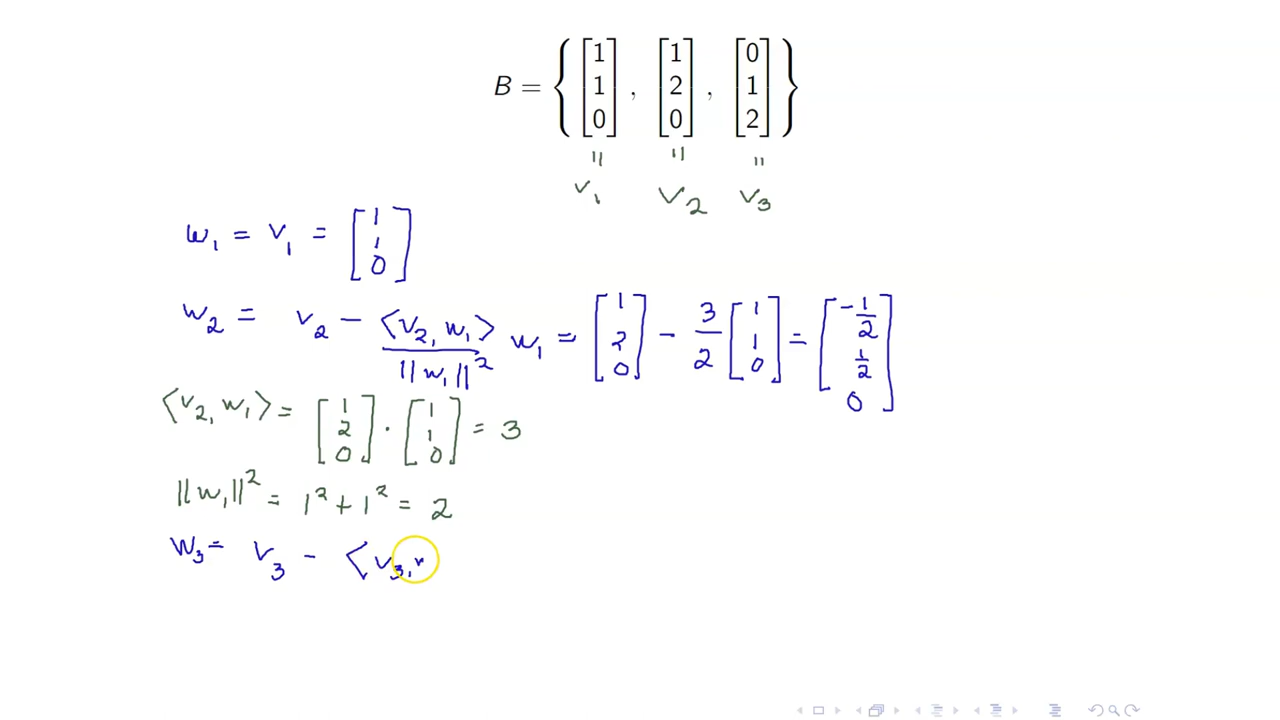 B = { [1 1 0], [1 2 0], [0 1 2] }
= = =
v₁ v₂ v₃
w₁ = v₁ = [1 1 0]
w₂ = v₂ − ⟨v₂, w₁⟩ / ||w₁||² w₁ = [1 2 0] − 3/2 [1 1 0] = [−1/2 1/2 0]
⟨v₂, w₁⟩ = [1 2 0] · [1 1 0] = 3
||w₁||² = 1² + 1² = 2
w₃ = v₃ − ⟨v₃,